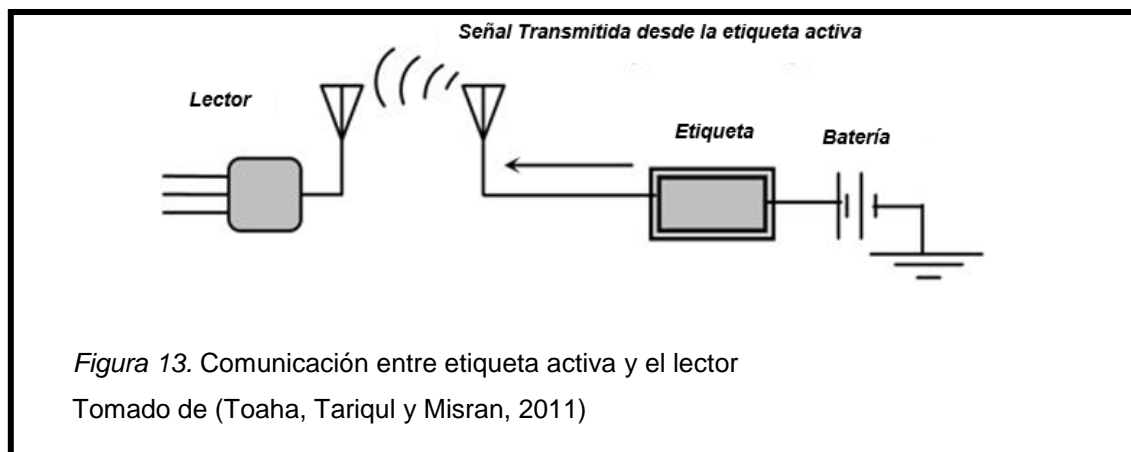 Señal Transmitida desde la etiqueta activa
Lector
Etiqueta
Batería
Figura 13. Comunicación entre etiqueta activa y el lector
Tomado de (Toaha, Tariqul y Misran, 2011)